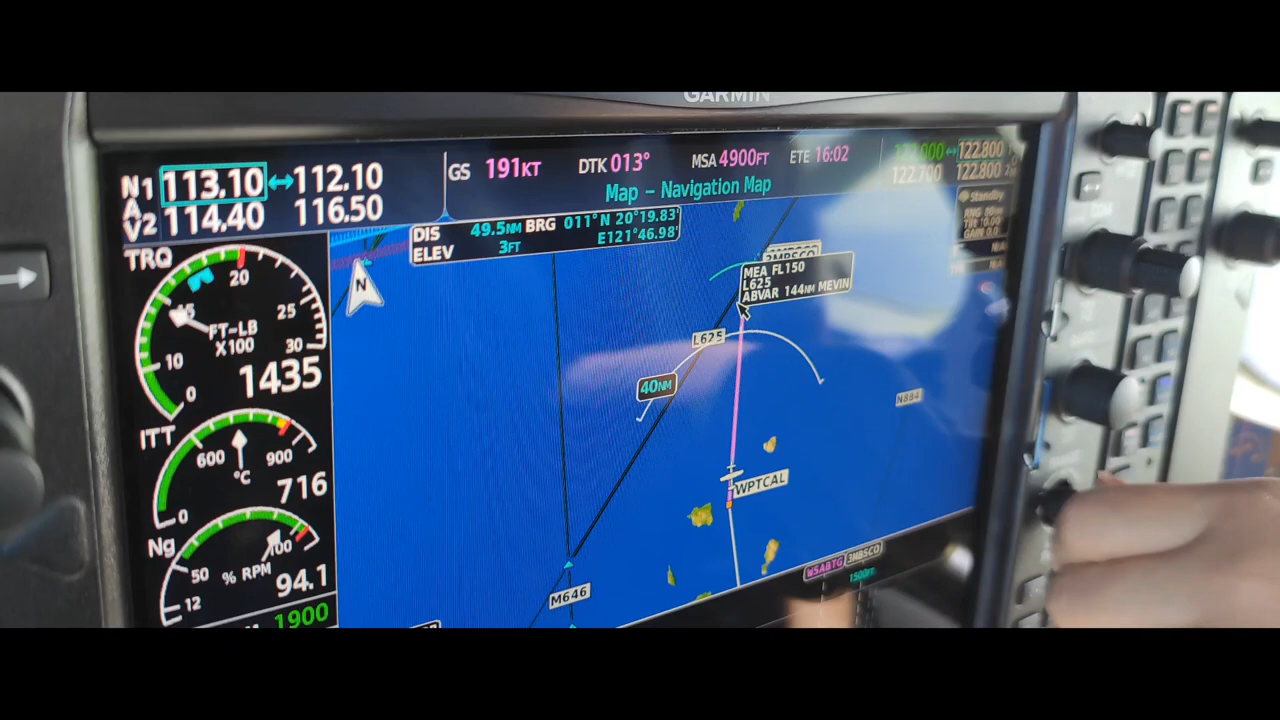 GARMIN
N1 113.10 ↔ 112.10
A
V2 114.40 116.50
GS 191KT DTK 013° MSA 4900FT ETE 16:02
Map – Navigation Map
↔ 122.800
122.700 122.800
DIS 49.5NM BRG 011° N 20°19.83'
ELEV 3FT E121°46.98'
Standby
TRQ
20
25
FT-LB
X100
10
30
0
1435
ITT
600
900
°C
716
0
Ng
100
50
% RPM
12
94.1
1900
N
MEA FL150
L625
ABVAR 144NM MEVIN
L625
40NM
N884
WPTCAL
M646
WSABTG
3MBSCO
1500FT